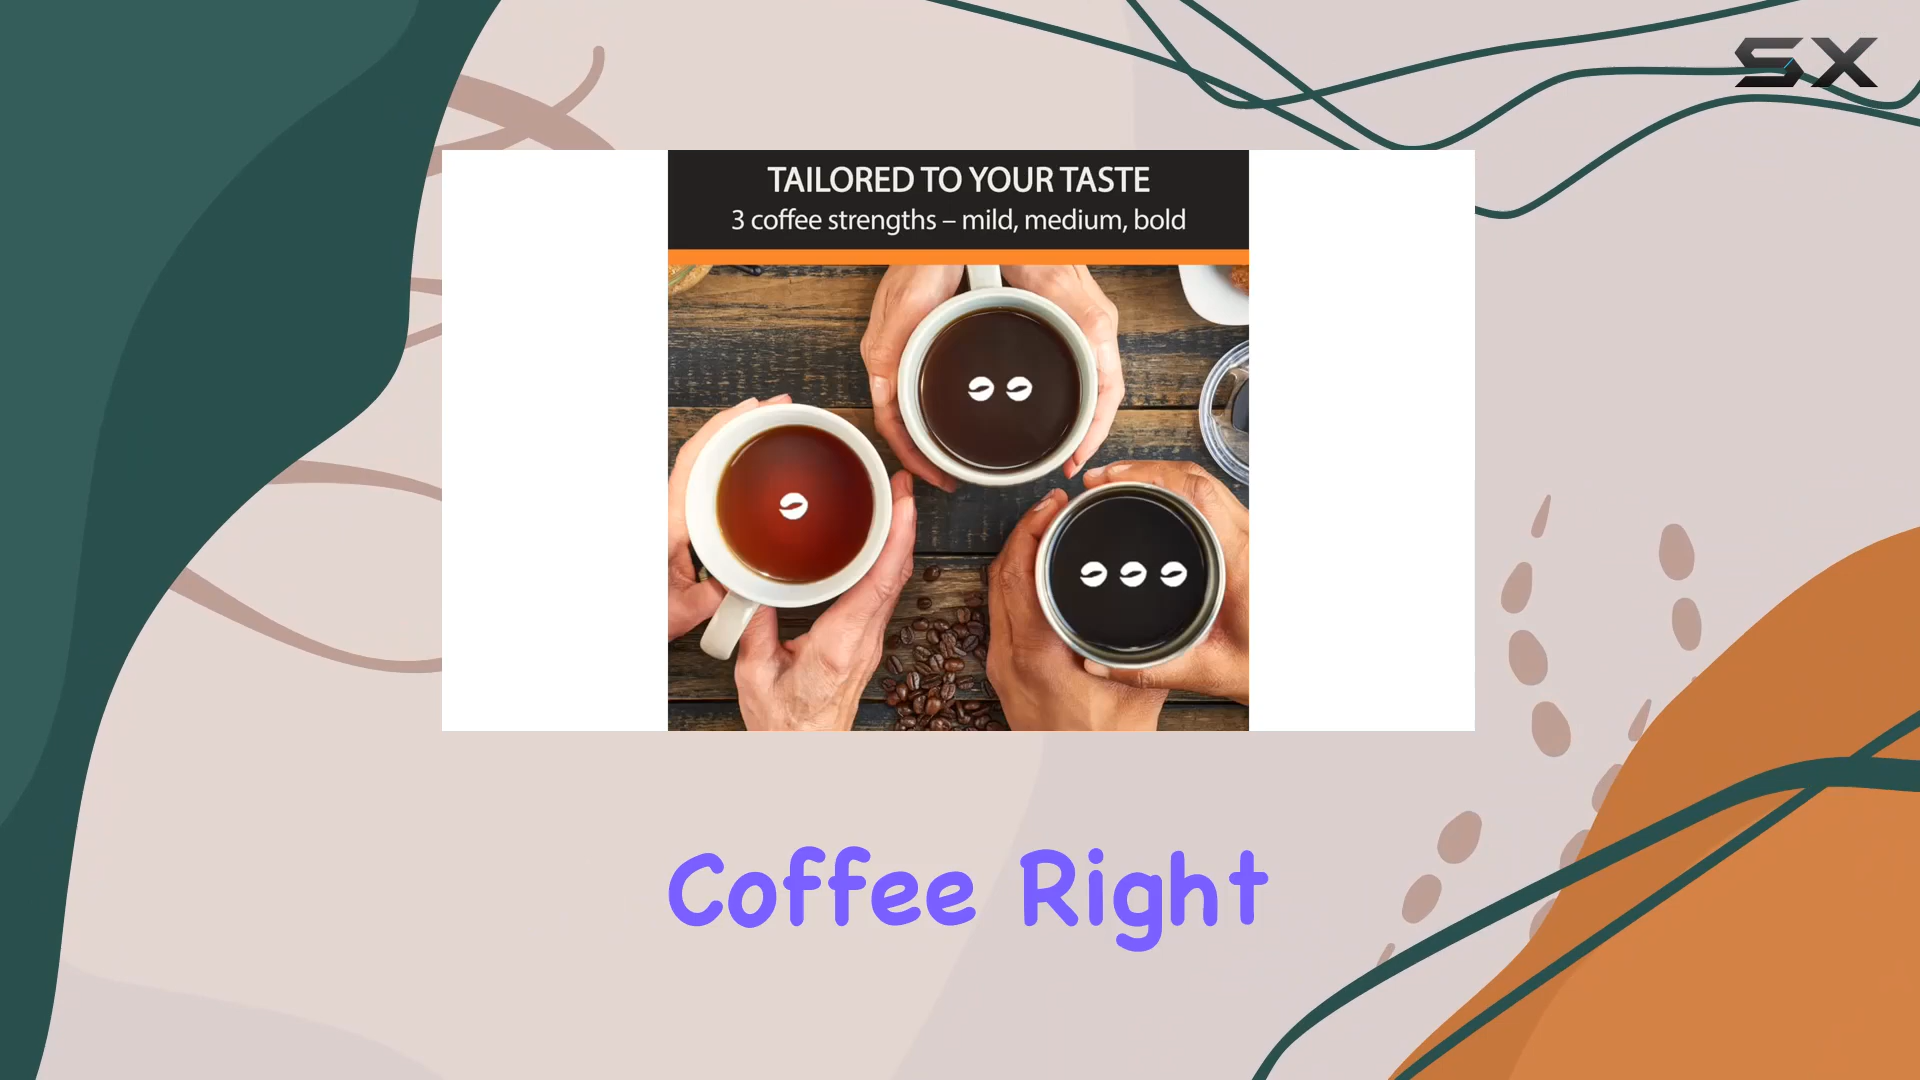 SX
TAILORED TO YOUR TASTE
3 coffee strengths – mild, medium, bold
Coffee Right